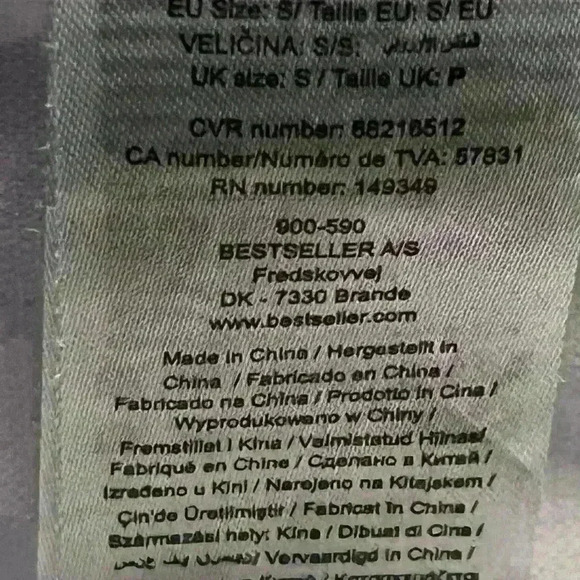 EU Size: S/ Taille EU: S/ EU
VELIČINA: S/S:
UK size: S / Taille UK: P
CVR number: 88216512
CA number/Numéro de TVA: 57831
RN number: 149349
900-590
BESTSELLER A/S
Fredskovvej
DK - 7330 Brande
www.bestseller.com
Made in China / Hergestellt in
China / Fabricado en China /
Fabricado na China / Prodotto in Cina /
Wyprodukowano w Chiny /
Fremstillet i Kina / Valmistatud Hiinas/
Fabriqué en Chine / Сделано в Китай /
Izrađeno u Kini / Narejeno na Kitajskem /
Çin'de Üretilmiştir / Fabricat în China /
Származási hely: Kína / Dibuat di Cina /
Vervaardigd in China /